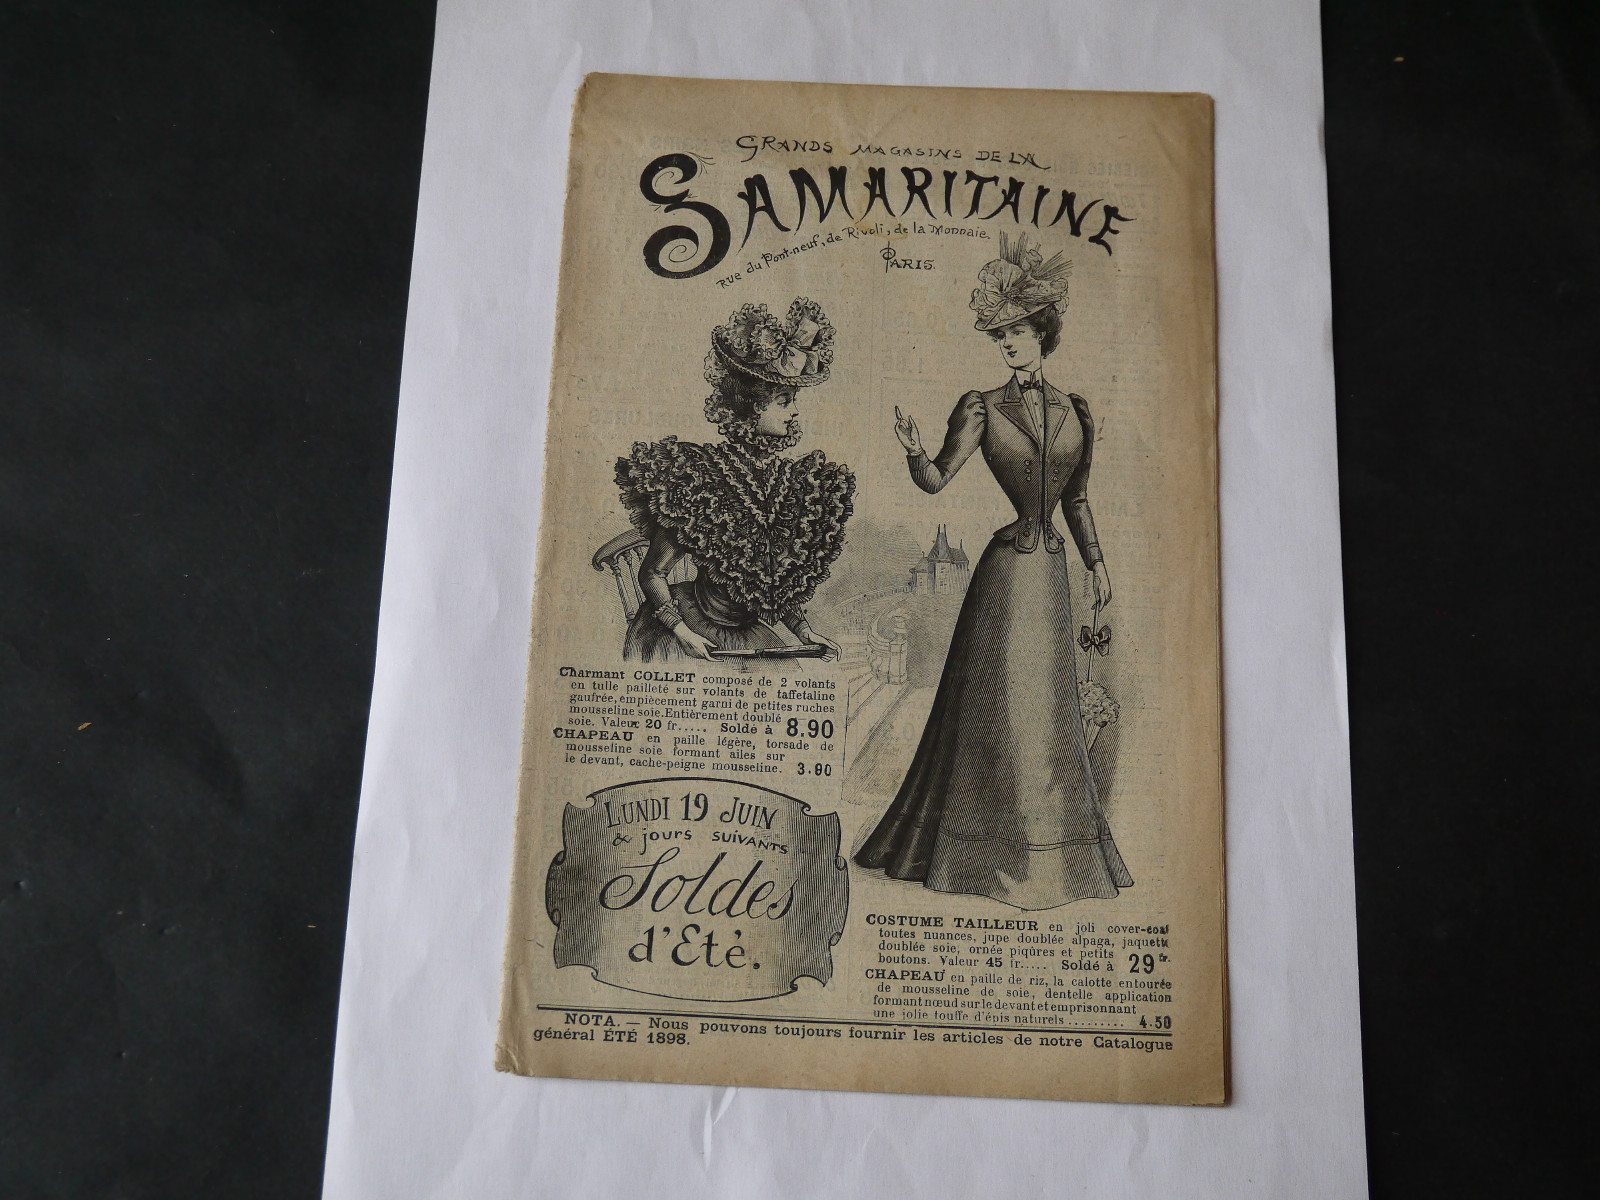 GRANDS MAGASINS DE LA
SAMARITAINE
rue du Pont-neuf, de Rivoli, de la Monnaie.
PARIS.
Charmant COLLET composé de 2 volants
en tulle pailleté sur volants de taffetaline
gaufrée, empiècement garni de petites ruches
mousseline soie. Entièrement doublé
soie. Valeur 20 fr..... Soldé à 8.90
CHAPEAU en paille légère, torsade de
mousseline soie formant ailes sur
le devant, cache-peigne mousseline. 3.90
LUNDI 19 JUIN
& jours SUIVANTS
Soldes
d'Eté.
COSTUME TAILLEUR en joli cover-coat
toutes nuances, jupe doublée alpaga, jaquette
doublée soie, ornée piqûres et petits
boutons. Valeur 45 fr..... Soldé à 29 fr.
CHAPEAU en paille de riz, la calotte entourée
de mousseline de soie, dentelle application
formant nœud sur le devant et emprisonnant
une jolie touffe d'épis naturels ......... 4.50
NOTA. — Nous pouvons toujours fournir les articles de notre Catalogue
général ÉTÉ 1898.